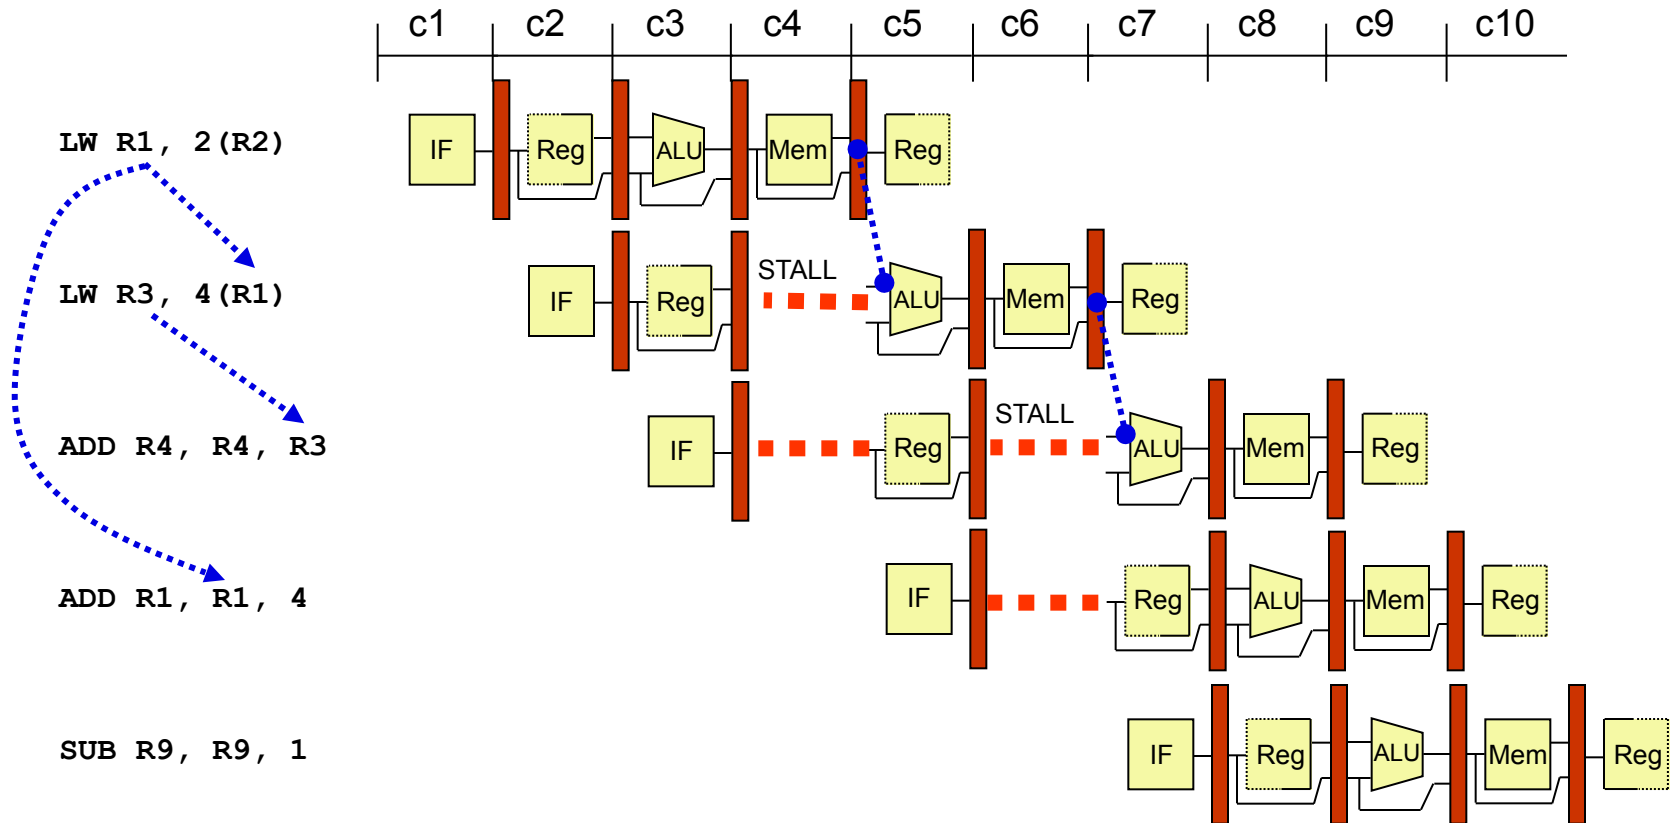 c1 c2 c3 c4 c5 c6 c7 c8 c9 c10
LW R1, 2(R2) IF Reg ALU Mem Reg
LW R3, 4(R1) IF Reg STALL ALU Mem Reg
ADD R4, R4, R3 IF Reg STALL ALU Mem Reg
ADD R1, R1, 4 IF Reg ALU Mem Reg
SUB R9, R9, 1 IF Reg ALU Mem Reg